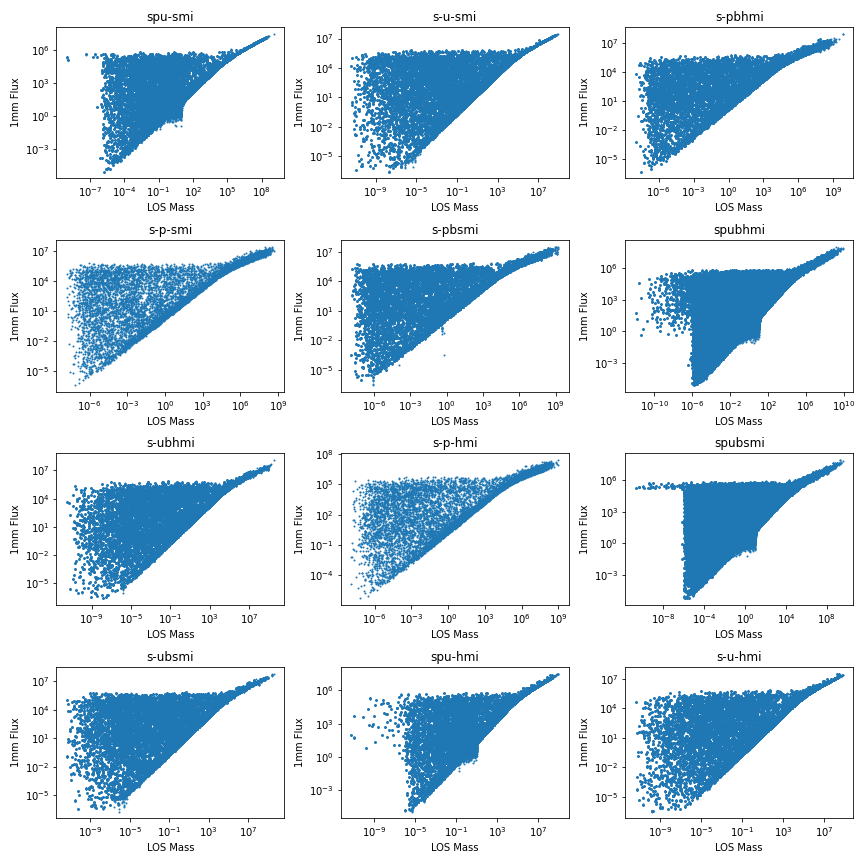 spu-smi s-u-smi s-pbhmi
1mm Flux 10^6 10^3 10^0 10^-3
10^-7 10^-4 10^-1 10^2 10^5 10^8
LOS Mass
1mm Flux 10^7 10^4 10^1 10^-2 10^-5
10^-9 10^-5 10^-1 10^3 10^7
LOS Mass
1mm Flux 10^7 10^4 10^1 10^-2 10^-5
10^-6 10^-3 10^0 10^3 10^6 10^9
LOS Mass
s-p-smi s-pbsmi spubhmi
1mm Flux 10^7 10^4 10^1 10^-2 10^-5
10^-6 10^-3 10^0 10^3 10^6 10^9
LOS Mass
1mm Flux 10^7 10^4 10^1 10^-2 10^-5
10^-6 10^-3 10^0 10^3 10^6 10^9
LOS Mass
1mm Flux 10^6 10^3 10^0 10^-3
10^-10 10^-6 10^-2 10^2 10^6 10^10
LOS Mass
s-ubhmi s-p-hmi spubsmi
1mm Flux 10^7 10^4 10^1 10^-2 10^-5
10^-9 10^-5 10^-1 10^3 10^7
LOS Mass
1mm Flux 10^8 10^5 10^2 10^-1 10^-4
10^-6 10^-3 10^0 10^3 10^6 10^9
LOS Mass
1mm Flux 10^6 10^3 10^0 10^-3
10^-8 10^-4 10^0 10^4 10^8
LOS Mass
s-ubsmi spu-hmi s-u-hmi
1mm Flux 10^7 10^4 10^1 10^-2 10^-5
10^-9 10^-5 10^-1 10^3 10^7
LOS Mass
1mm Flux 10^6 10^3 10^0 10^-3
10^-9 10^-5 10^-1 10^3 10^7
LOS Mass
1mm Flux 10^7 10^4 10^1 10^-2 10^-5
10^-9 10^-5 10^-1 10^3 10^7
LOS Mass